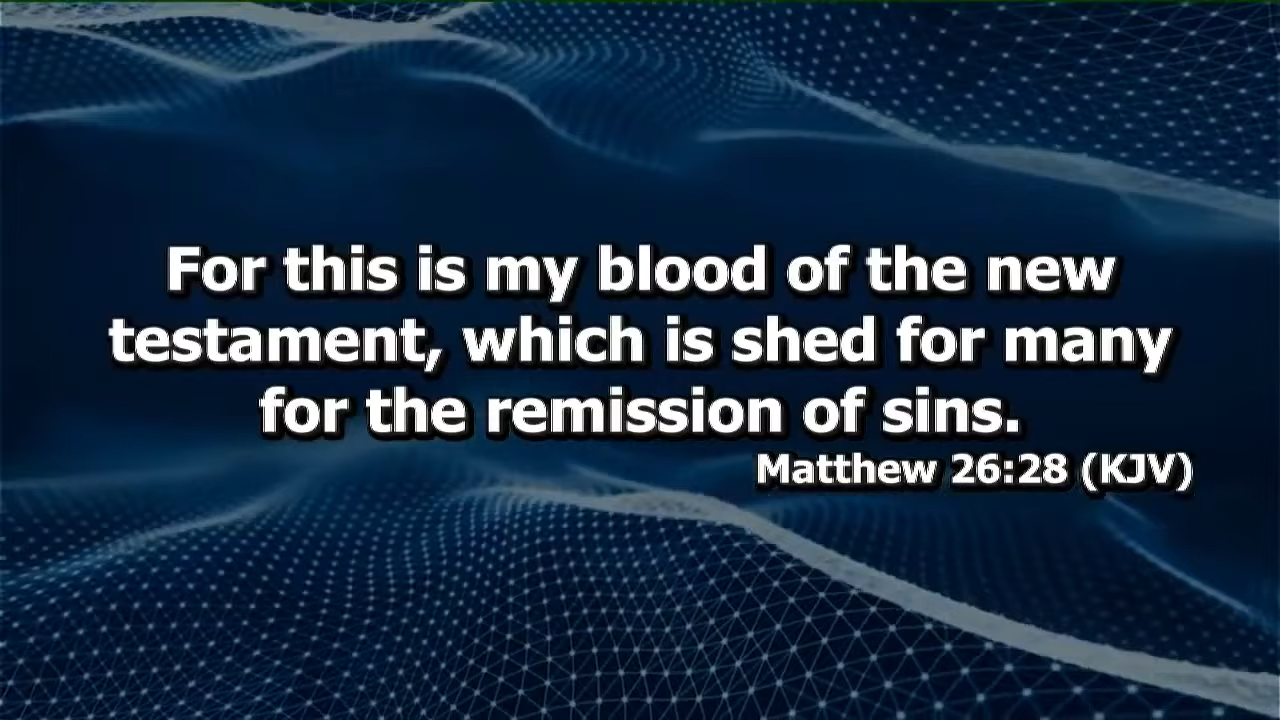 For this is my blood of the new
testament, which is shed for many
for the remission of sins.
Matthew 26:28 (KJV)